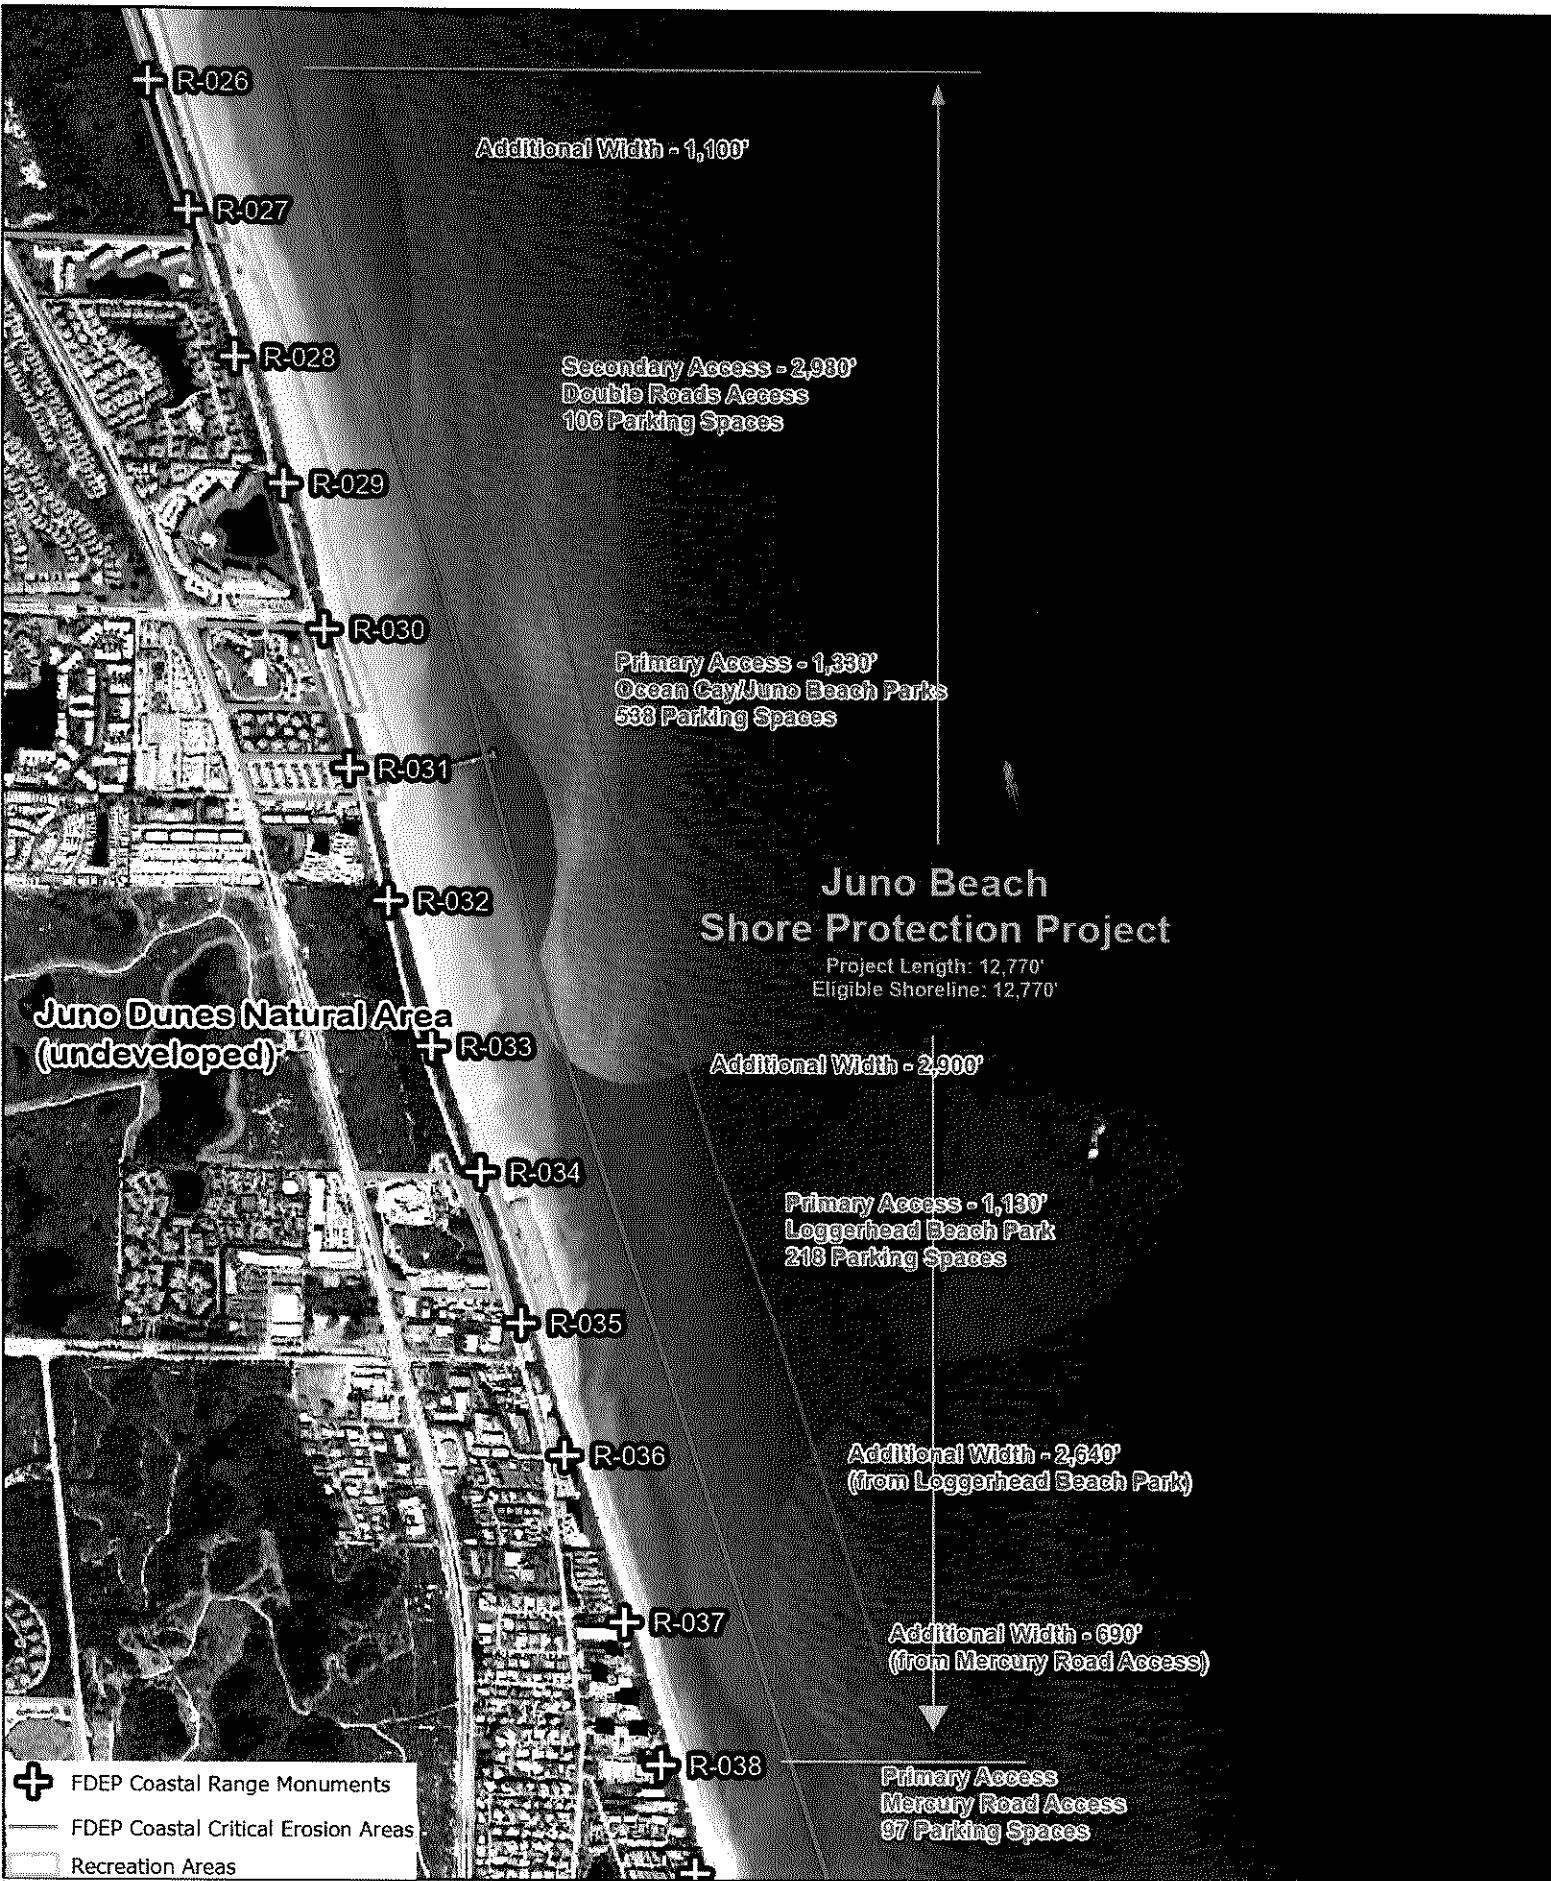 R-026
Additional Width - 1,100'
R-027
R-028
Secondary Access - 2,980'
Double Roads Access
106 Parking Spaces
R-029
R-030
Primary Access - 1,330'
Ocean Cay/Juno Beach Parks
538 Parking Spaces
R-031
Juno Beach
Shore Protection Project
Project Length: 12,770'
Eligible Shoreline: 12,770'
R-032
Juno Dunes Natural Area
(undeveloped)
R-033
Additional Width - 2,900'
R-034
Primary Access - 1,130'
Loggerhead Beach Park
218 Parking Spaces
R-035
R-036
Additional Width - 2,640'
(from Loggerhead Beach Park)
R-037
Additional Width - 690'
(from Mercury Road Access)
R-038
Primary Access
Mercury Road Access
97 Parking Spaces
FDEP Coastal Range Monuments
FDEP Coastal Critical Erosion Areas
Recreation Areas